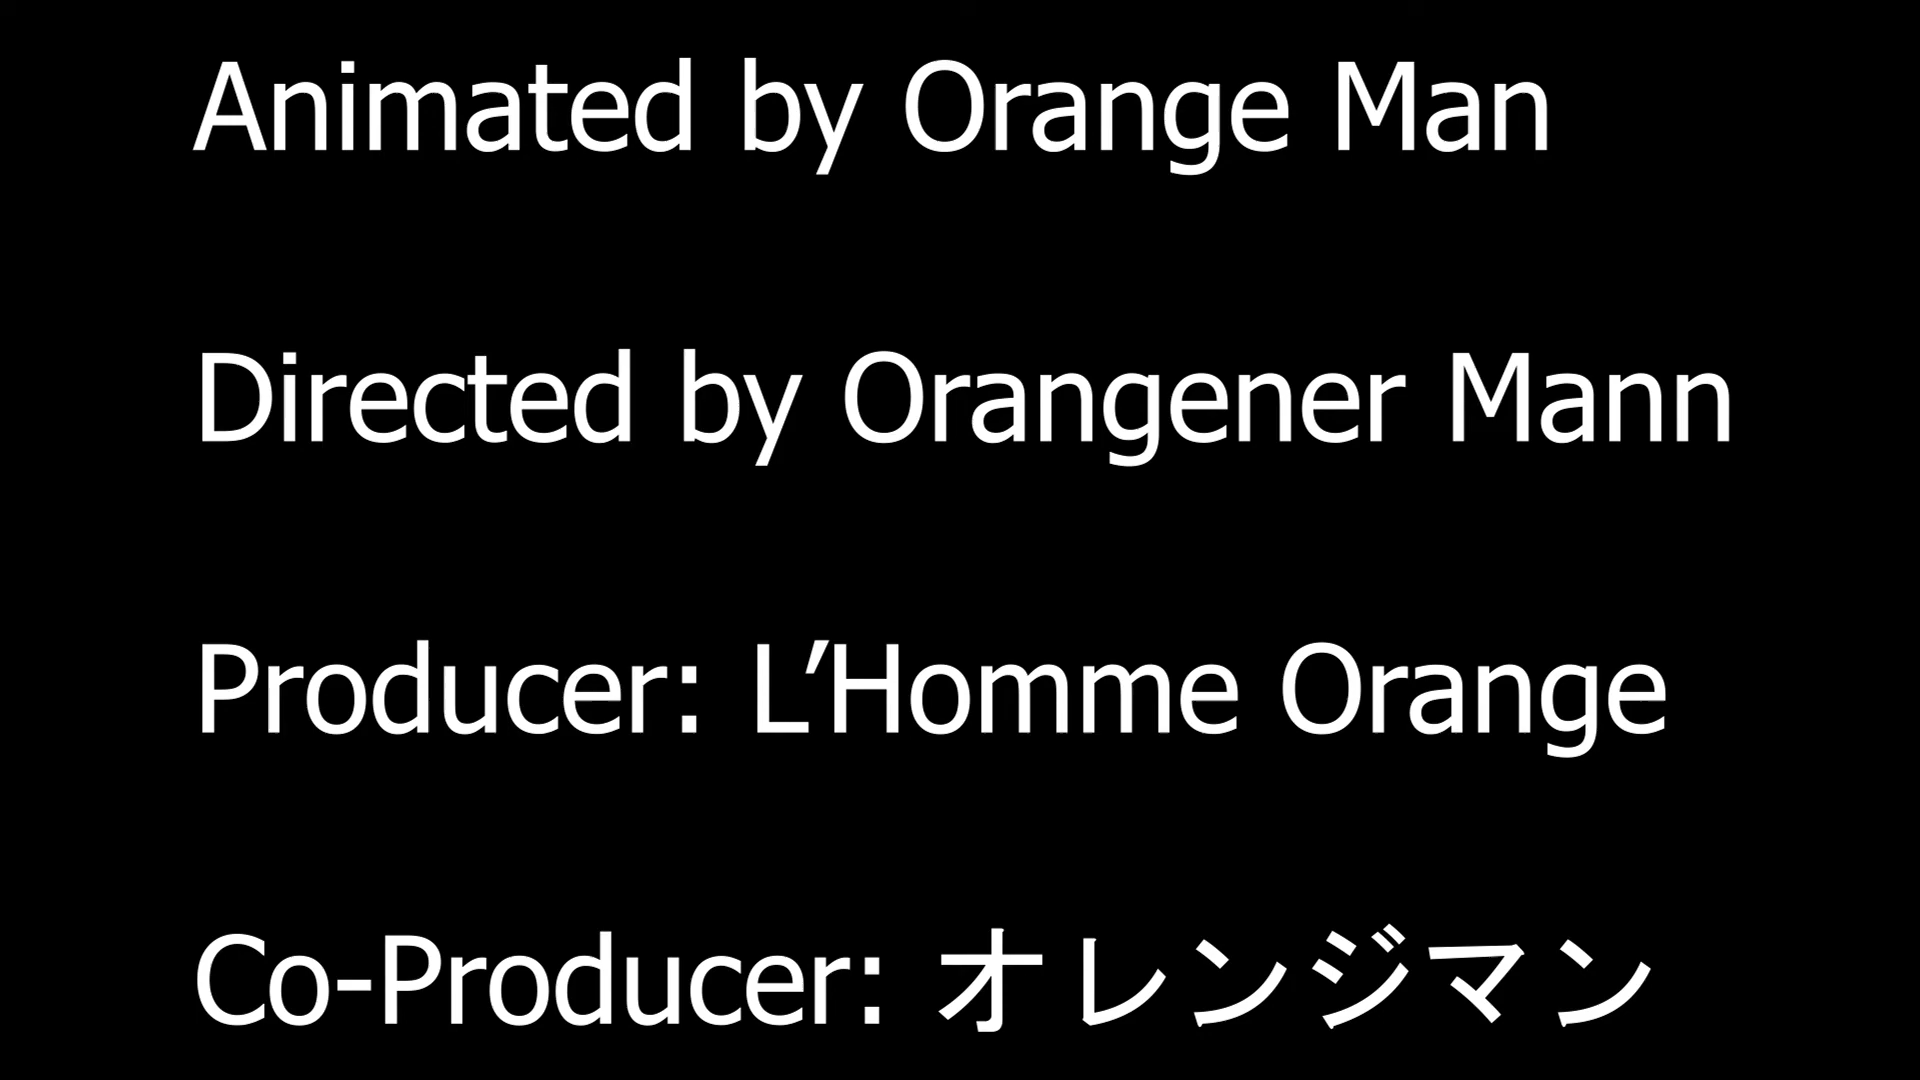 Animated by Orange Man
Directed by Orangener Mann
Producer: L’Homme Orange
Co-Producer: オレンジマン